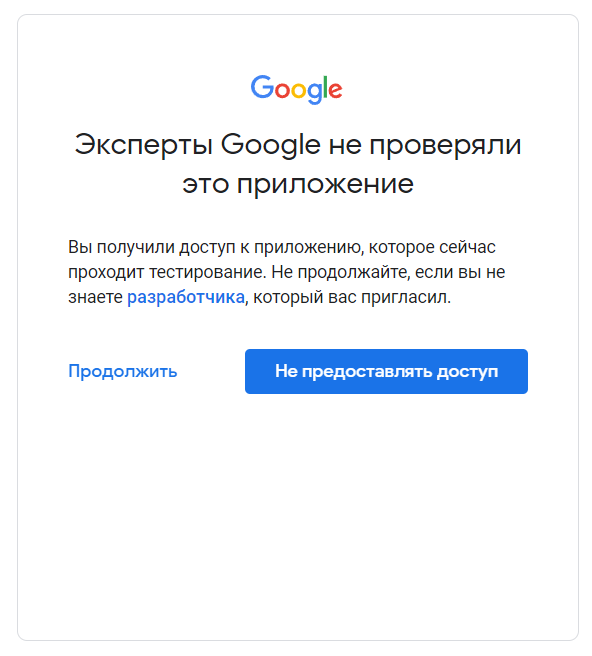 Google
Эксперты Google не проверяли
это приложение
Вы получили доступ к приложению, которое сейчас
проходит тестирование. Не продолжайте, если вы не
знаете разработчика, который вас пригласил.
Продолжить
Не предоставлять доступ